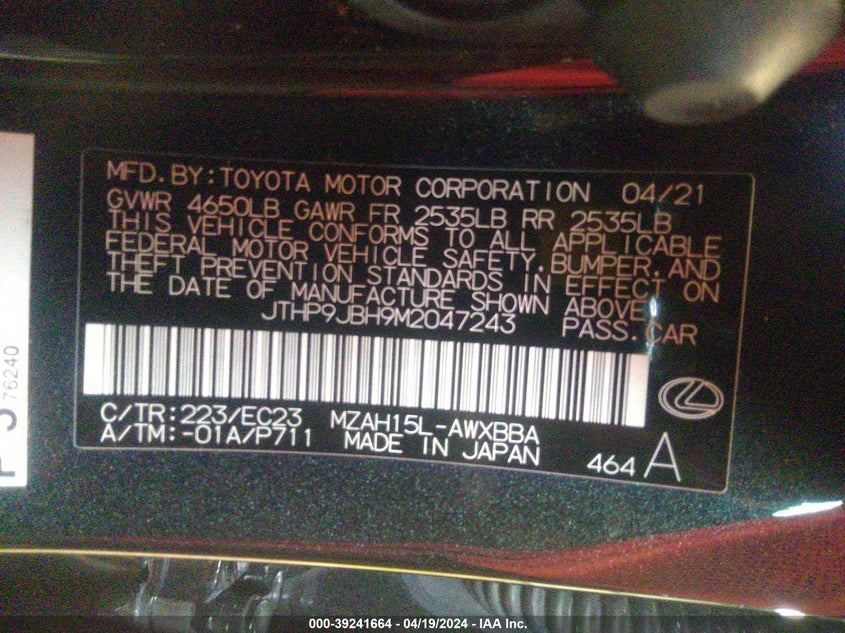 MFD.BY:TOYOTA MOTOR CORPORATION 04/21
GVWR 4650LB GAWR FR 2535LB RR 2535LB
THIS VEHICLE CONFORMS TO ALL APPLICABLE
FEDERAL MOTOR VEHICLE SAFETY,BUMPER,AND
THEFT PREVENTION STANDARDS IN EFFECT ON
THE DATE OF MANUFACTURE SHOWN ABOVE.
JTHP9JBH9M2047243 PASS.CAR
C/TR:223/EC23 MZAH15L-AWXBBA
A/TM:-01A/P711 MADE IN JAPAN 464 A
76240
000-39241664 - 04/19/2024 - IAA Inc.